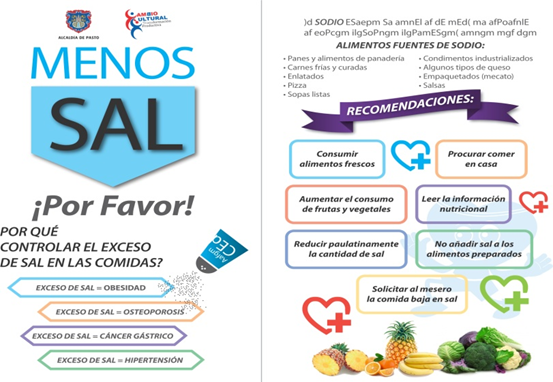 ALCALDÍA DE PASTO
CULTURAL
MENOS
SAL
¡Por Favor!
POR QUÉ
CONTROLAR EL EXCESO
DE SAL EN LAS COMIDAS?
EXCESO DE SAL = OBESIDAD
EXCESO DE SAL = OSTEOPOROSIS
EXCESO DE SAL = CÁNCER GÁSTRICO
EXCESO DE SAL = HIPERTENSIÓN
SODIO
ALIMENTOS FUENTES DE SODIO:
• Panes y alimentos de panadería
• Carnes frías y curadas
• Enlatados
• Pizza
• Sopas listas
• Condimentos industrializados
• Algunos tipos de queso
• Empaquetados (mecato)
• Salsas
RECOMENDACIONES:
Consumir
alimentos frescos
Procurar comer
en casa
Aumentar el consumo
de frutas y vegetales
Leer la información
nutricional
Reducir paulatinamente
la cantidad de sal
No añadir sal a los
alimentos preparados
Solicitar al mesero
la comida baja en sal